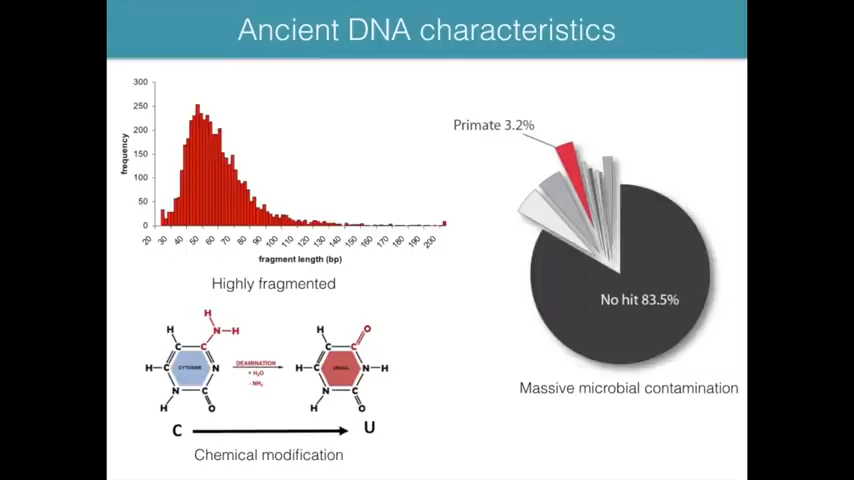 Ancient DNA characteristics
300
250
200
150
100
50
0
frequency
20 30 40 50 60 70 80 90 100 110 120 130 140 150 160 170 180 190 200
fragment length (bp)
Highly fragmented
Primate 3.2%
No hit 83.5%
Massive microbial contamination
H
H N H
H C C
CYTOSINE
H C N
N C
H O
DEAMINATION
+ H₂O
- NH₃
H O
C C
H C N H
N C
H O
C U
Chemical modification